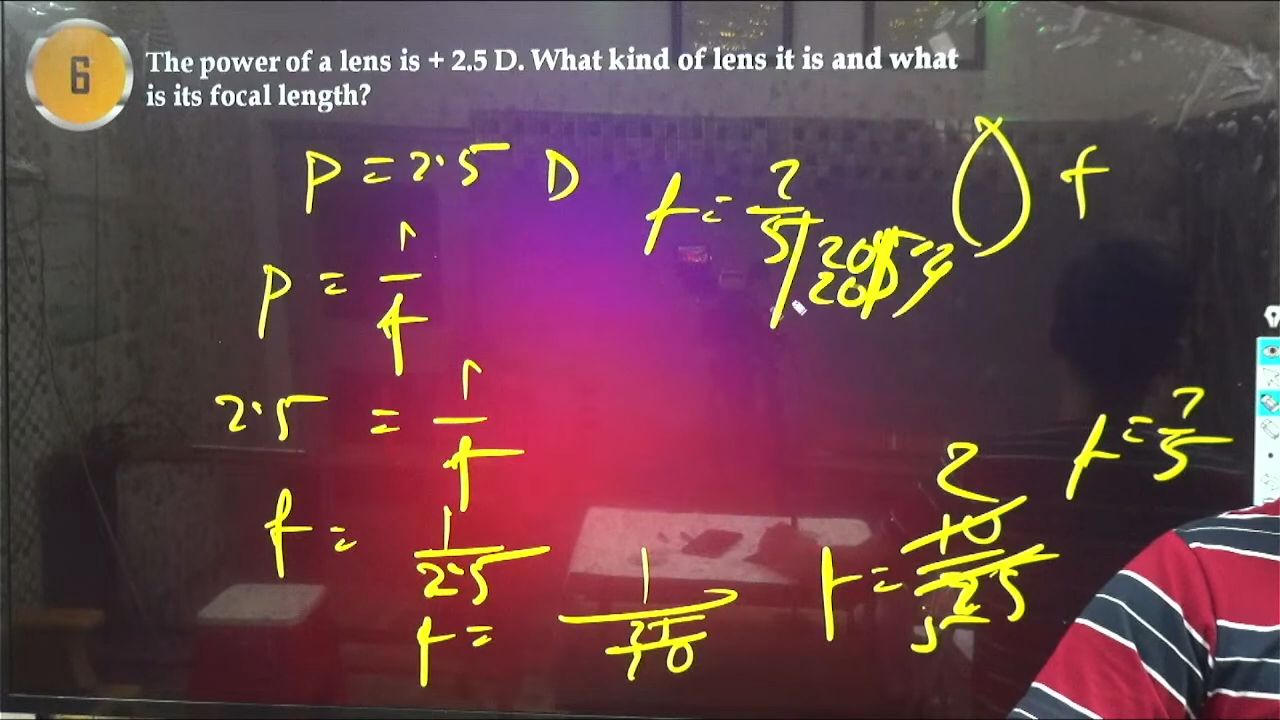 6
The power of a lens is + 2.5 D. What kind of lens it is and what
is its focal length?
P = 2.5 D
P = 1/f
2.5 = 1/f
f = 1/2.5
f = 1/(25/10)
f = 10/25
2
5
f = 2/5
f = 2/5
f